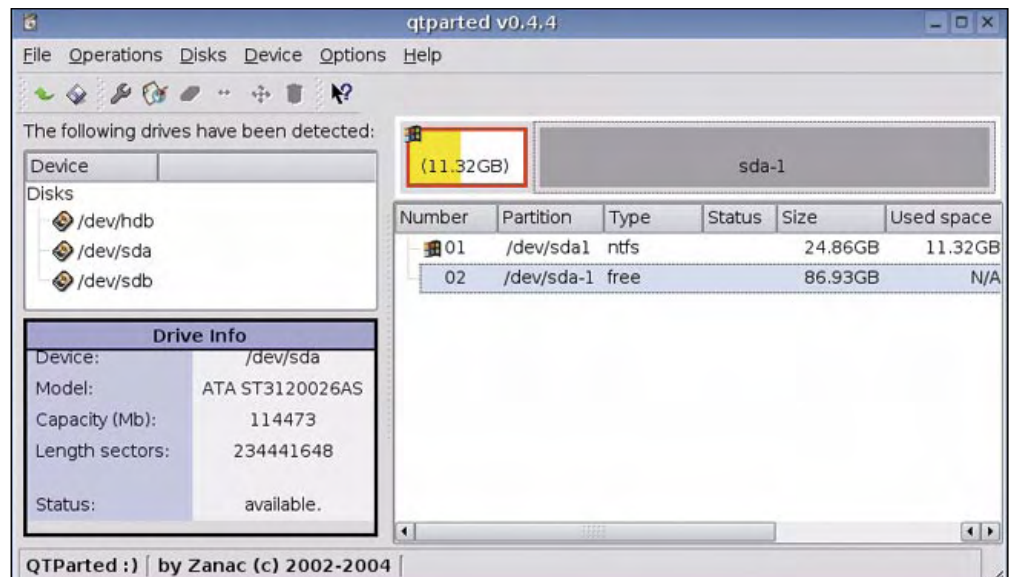 qtparted v0.4.4
File Operations Disks Device Options Help
The following drives have been detected:
Device
Disks
/dev/hdb
/dev/sda
/dev/sdb
Drive Info
Device: /dev/sda
Model: ATA ST3120026AS
Capacity (Mb): 114473
Length sectors: 234441648
Status: available.
(11.32GB) sda-1
Number Partition Type Status Size Used space
01 /dev/sda1 ntfs 24.86GB 11.32GB
02 /dev/sda-1 free 86.93GB N/A
QTParted :) by Zanac (c) 2002-2004